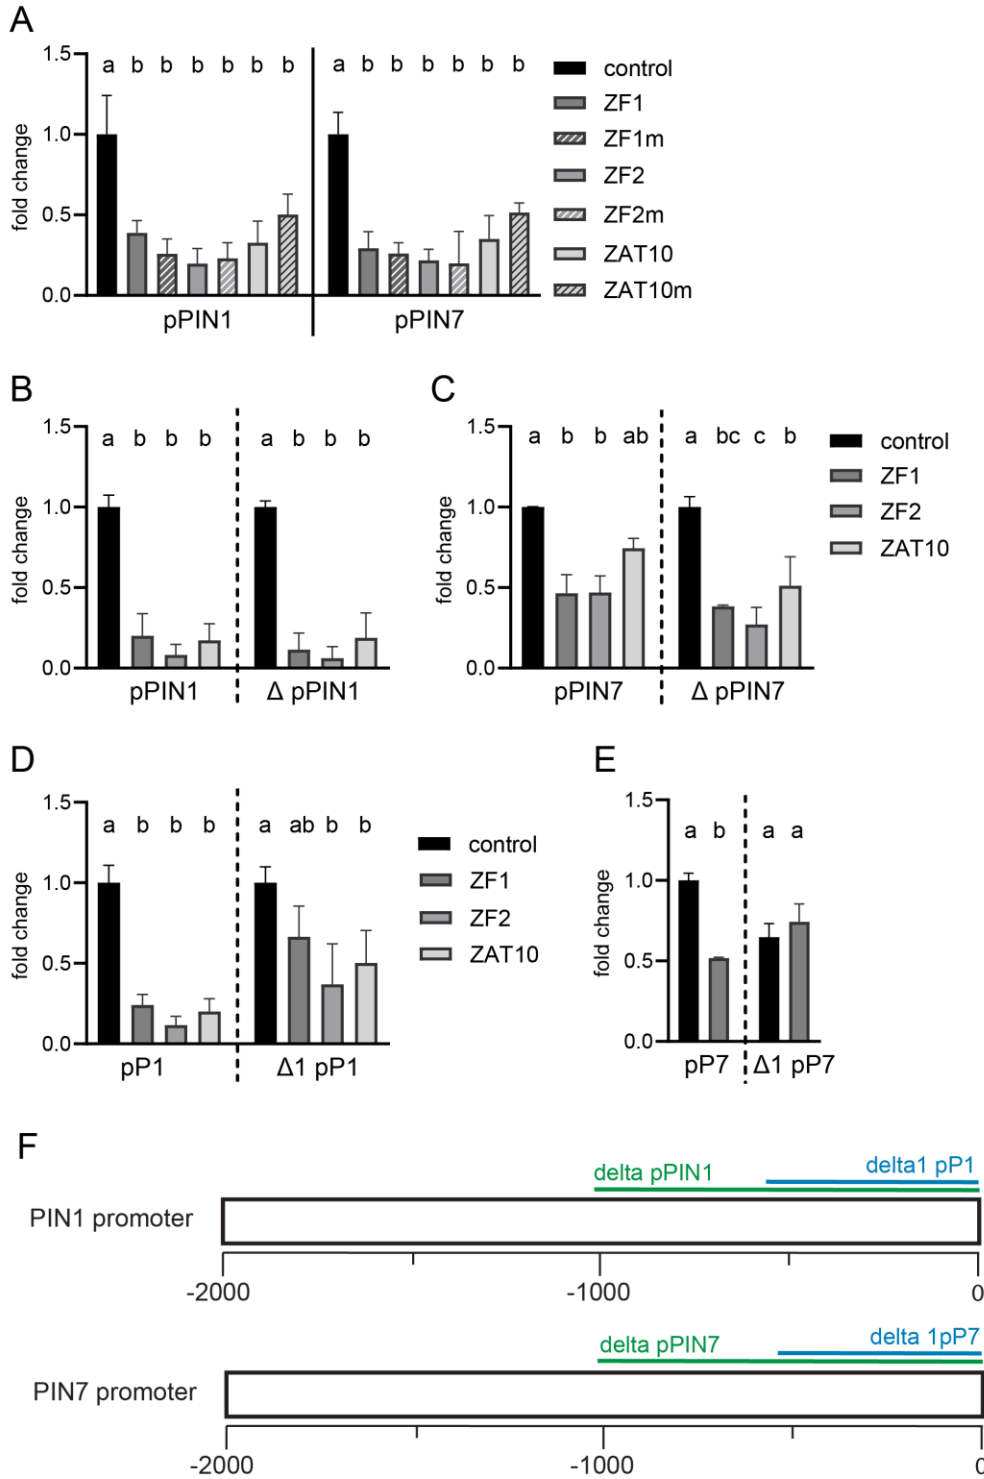 A
1.5
1.0
0.5
0.0
fold change
a b b b b b b
a b b b b b b
pPIN1
pPIN7
control
ZF1
ZF1m
ZF2
ZF2m
ZAT10
ZAT10m
B
1.5
1.0
0.5
0.0
fold change
a b b b
a b b b
pPIN1
Δ pPIN1
C
1.5
1.0
0.5
0.0
fold change
a b b ab
a bc c b
pPIN7
Δ pPIN7
control
ZF1
ZF2
ZAT10
D
1.5
1.0
0.5
0.0
fold change
a b b b
a ab b b
pP1
Δ1 pP1
control
ZF1
ZF2
ZAT10
E
1.5
1.0
0.5
0.0
fold change
a b
a a
pP7
Δ1 pP7
F
delta1 pP1
delta pPIN1
PIN1 promoter
-2000 -1000 0
delta 1pP7
delta pPIN7
PIN7 promoter
-2000 -1000 0